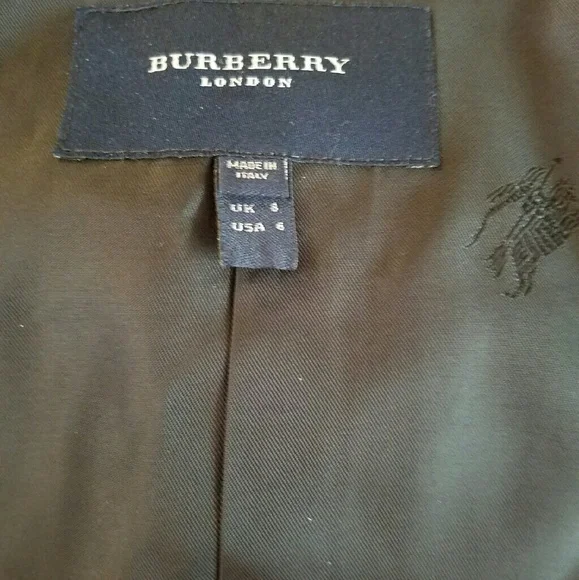 BURBERRY
LONDON
MADE IN
ITALY
UK 8
USA 6